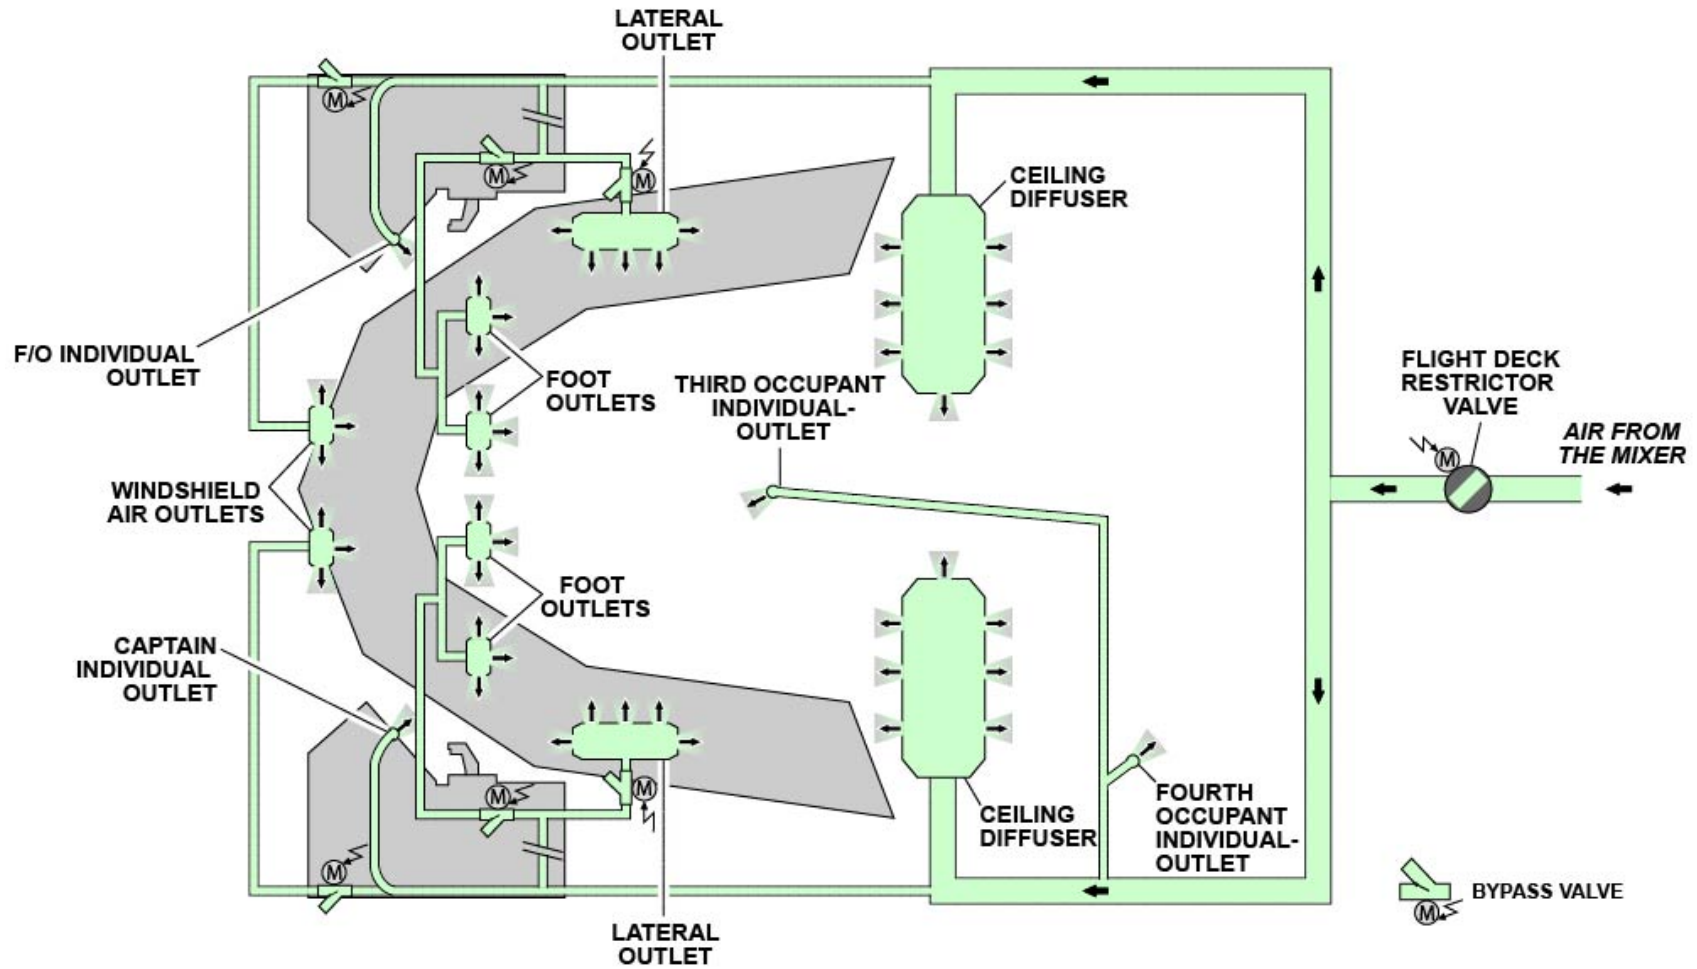 LATERAL
OUTLET
M
M
M
CEILING
DIFFUSER
F/O INDIVIDUAL
OUTLET
FOOT
OUTLETS
THIRD OCCUPANT
INDIVIDUAL-
OUTLET
FLIGHT DECK
RESTRICTOR
VALVE
M
AIR FROM
THE MIXER
WINDSHIELD
AIR OUTLETS
FOOT
OUTLETS
CAPTAIN
INDIVIDUAL
OUTLET
M
M
M
CEILING
DIFFUSER
FOURTH
OCCUPANT
INDIVIDUAL-
OUTLET
BYPASS VALVE
M
LATERAL
OUTLET